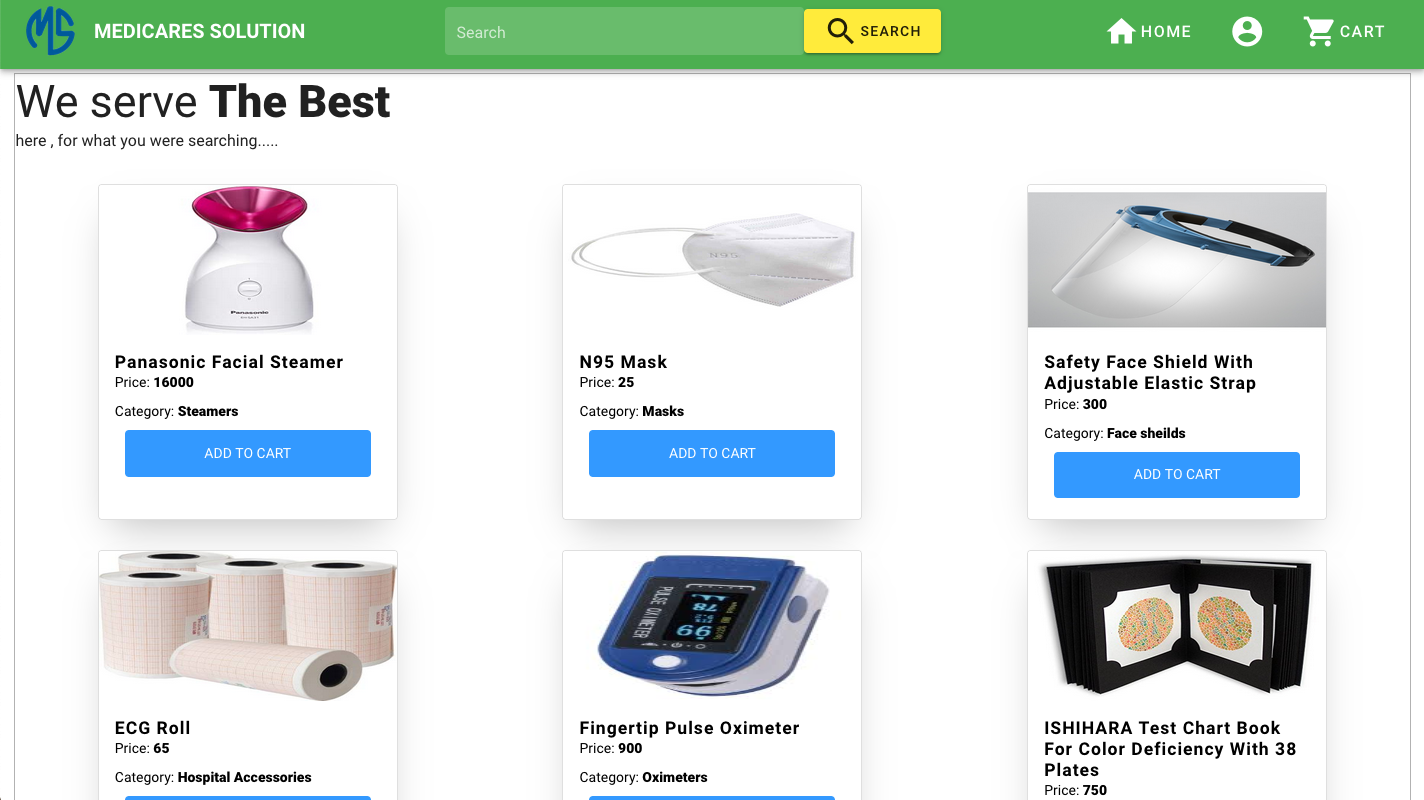 MS
MEDICARES SOLUTION
Search
SEARCH
HOME
CART
We serve The Best
here , for what you were searching.....
Panasonic
N95
Panasonic Facial Steamer
Price: 16000
Category: Steamers
ADD TO CART
N95 Mask
Price: 25
Category: Masks
ADD TO CART
Safety Face Shield With
Adjustable Elastic Strap
Price: 300
Category: Face sheilds
ADD TO CART
PULSE OXIMETER
ECG Roll
Price: 65
Category: Hospital Accessories
Fingertip Pulse Oximeter
Price: 900
Category: Oximeters
ISHIHARA Test Chart Book
For Color Deficiency With 38
Plates
Price: 750